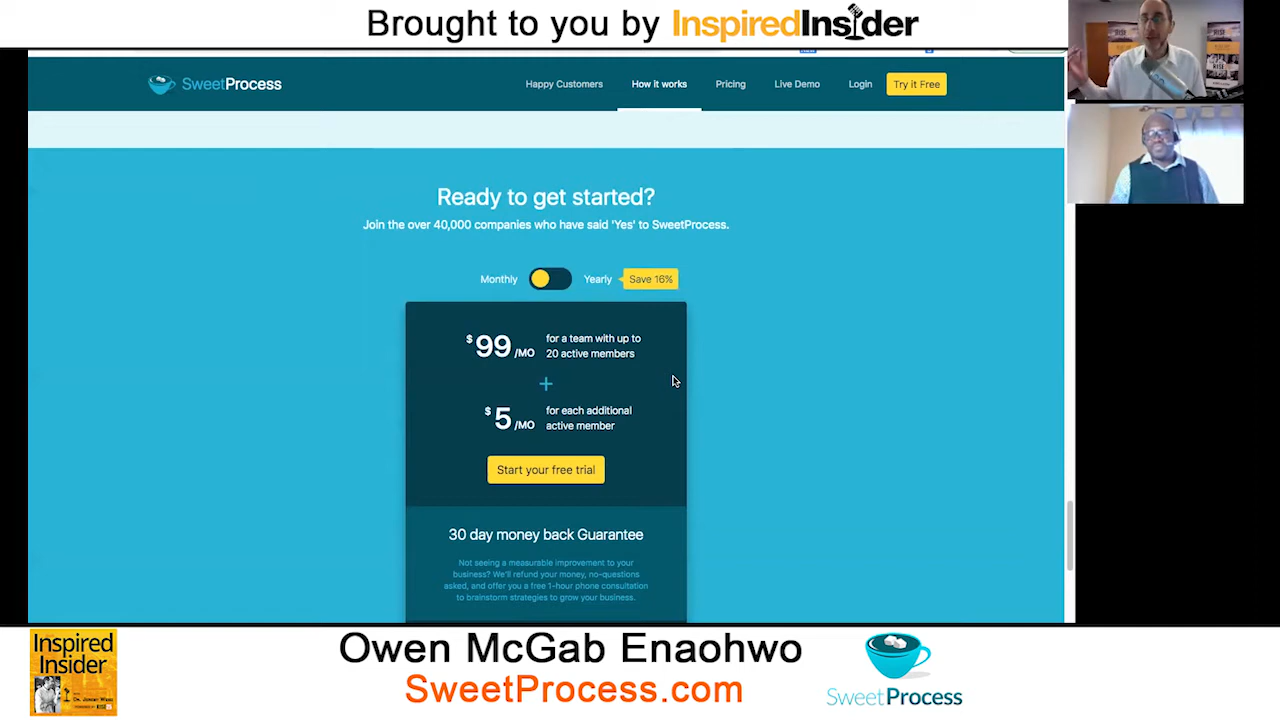 Brought to you by InspiredInsider
SweetProcess
Happy Customers
How it works
Pricing
Live Demo
Login
Try it Free
Ready to get started?
Join the over 40,000 companies who have said 'Yes' to SweetProcess.
Monthly
Yearly
Save 16%
$99/MO
for a team with up to
20 active members
+
$5/MO
for each additional
active member
Start your free trial
30 day money back Guarantee
Not seeing a measurable improvement to your
business? We'll refund your money, no-questions
asked, and offer you a free 1-hour phone consultation
to brainstorm strategies to grow your business.
Inspired
Insider
Owen McGab Enaohwo
SweetProcess.com
SweetProcess